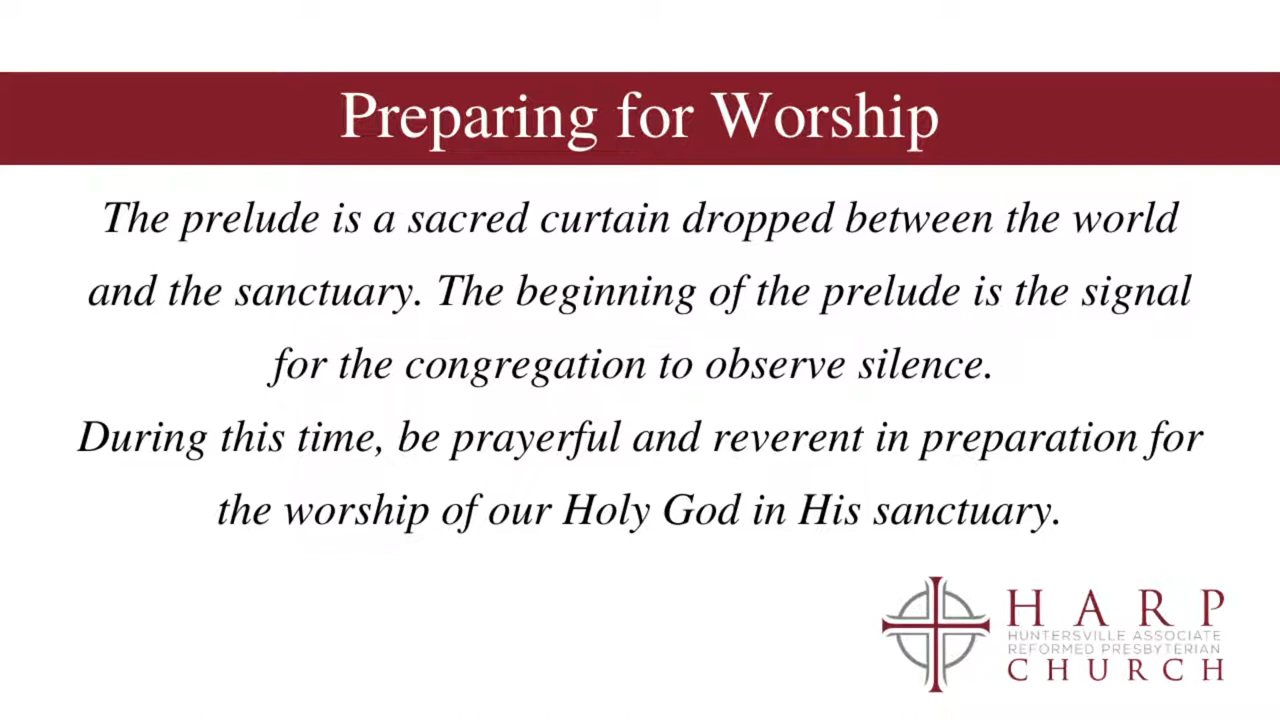 Preparing for Worship
The prelude is a sacred curtain dropped between the world
and the sanctuary. The beginning of the prelude is the signal
for the congregation to observe silence.
During this time, be prayerful and reverent in preparation for
the worship of our Holy God in His sanctuary.
HARP
HUNTERSVILLE ASSOCIATE
REFORMED PRESBYTERIAN
CHURCH